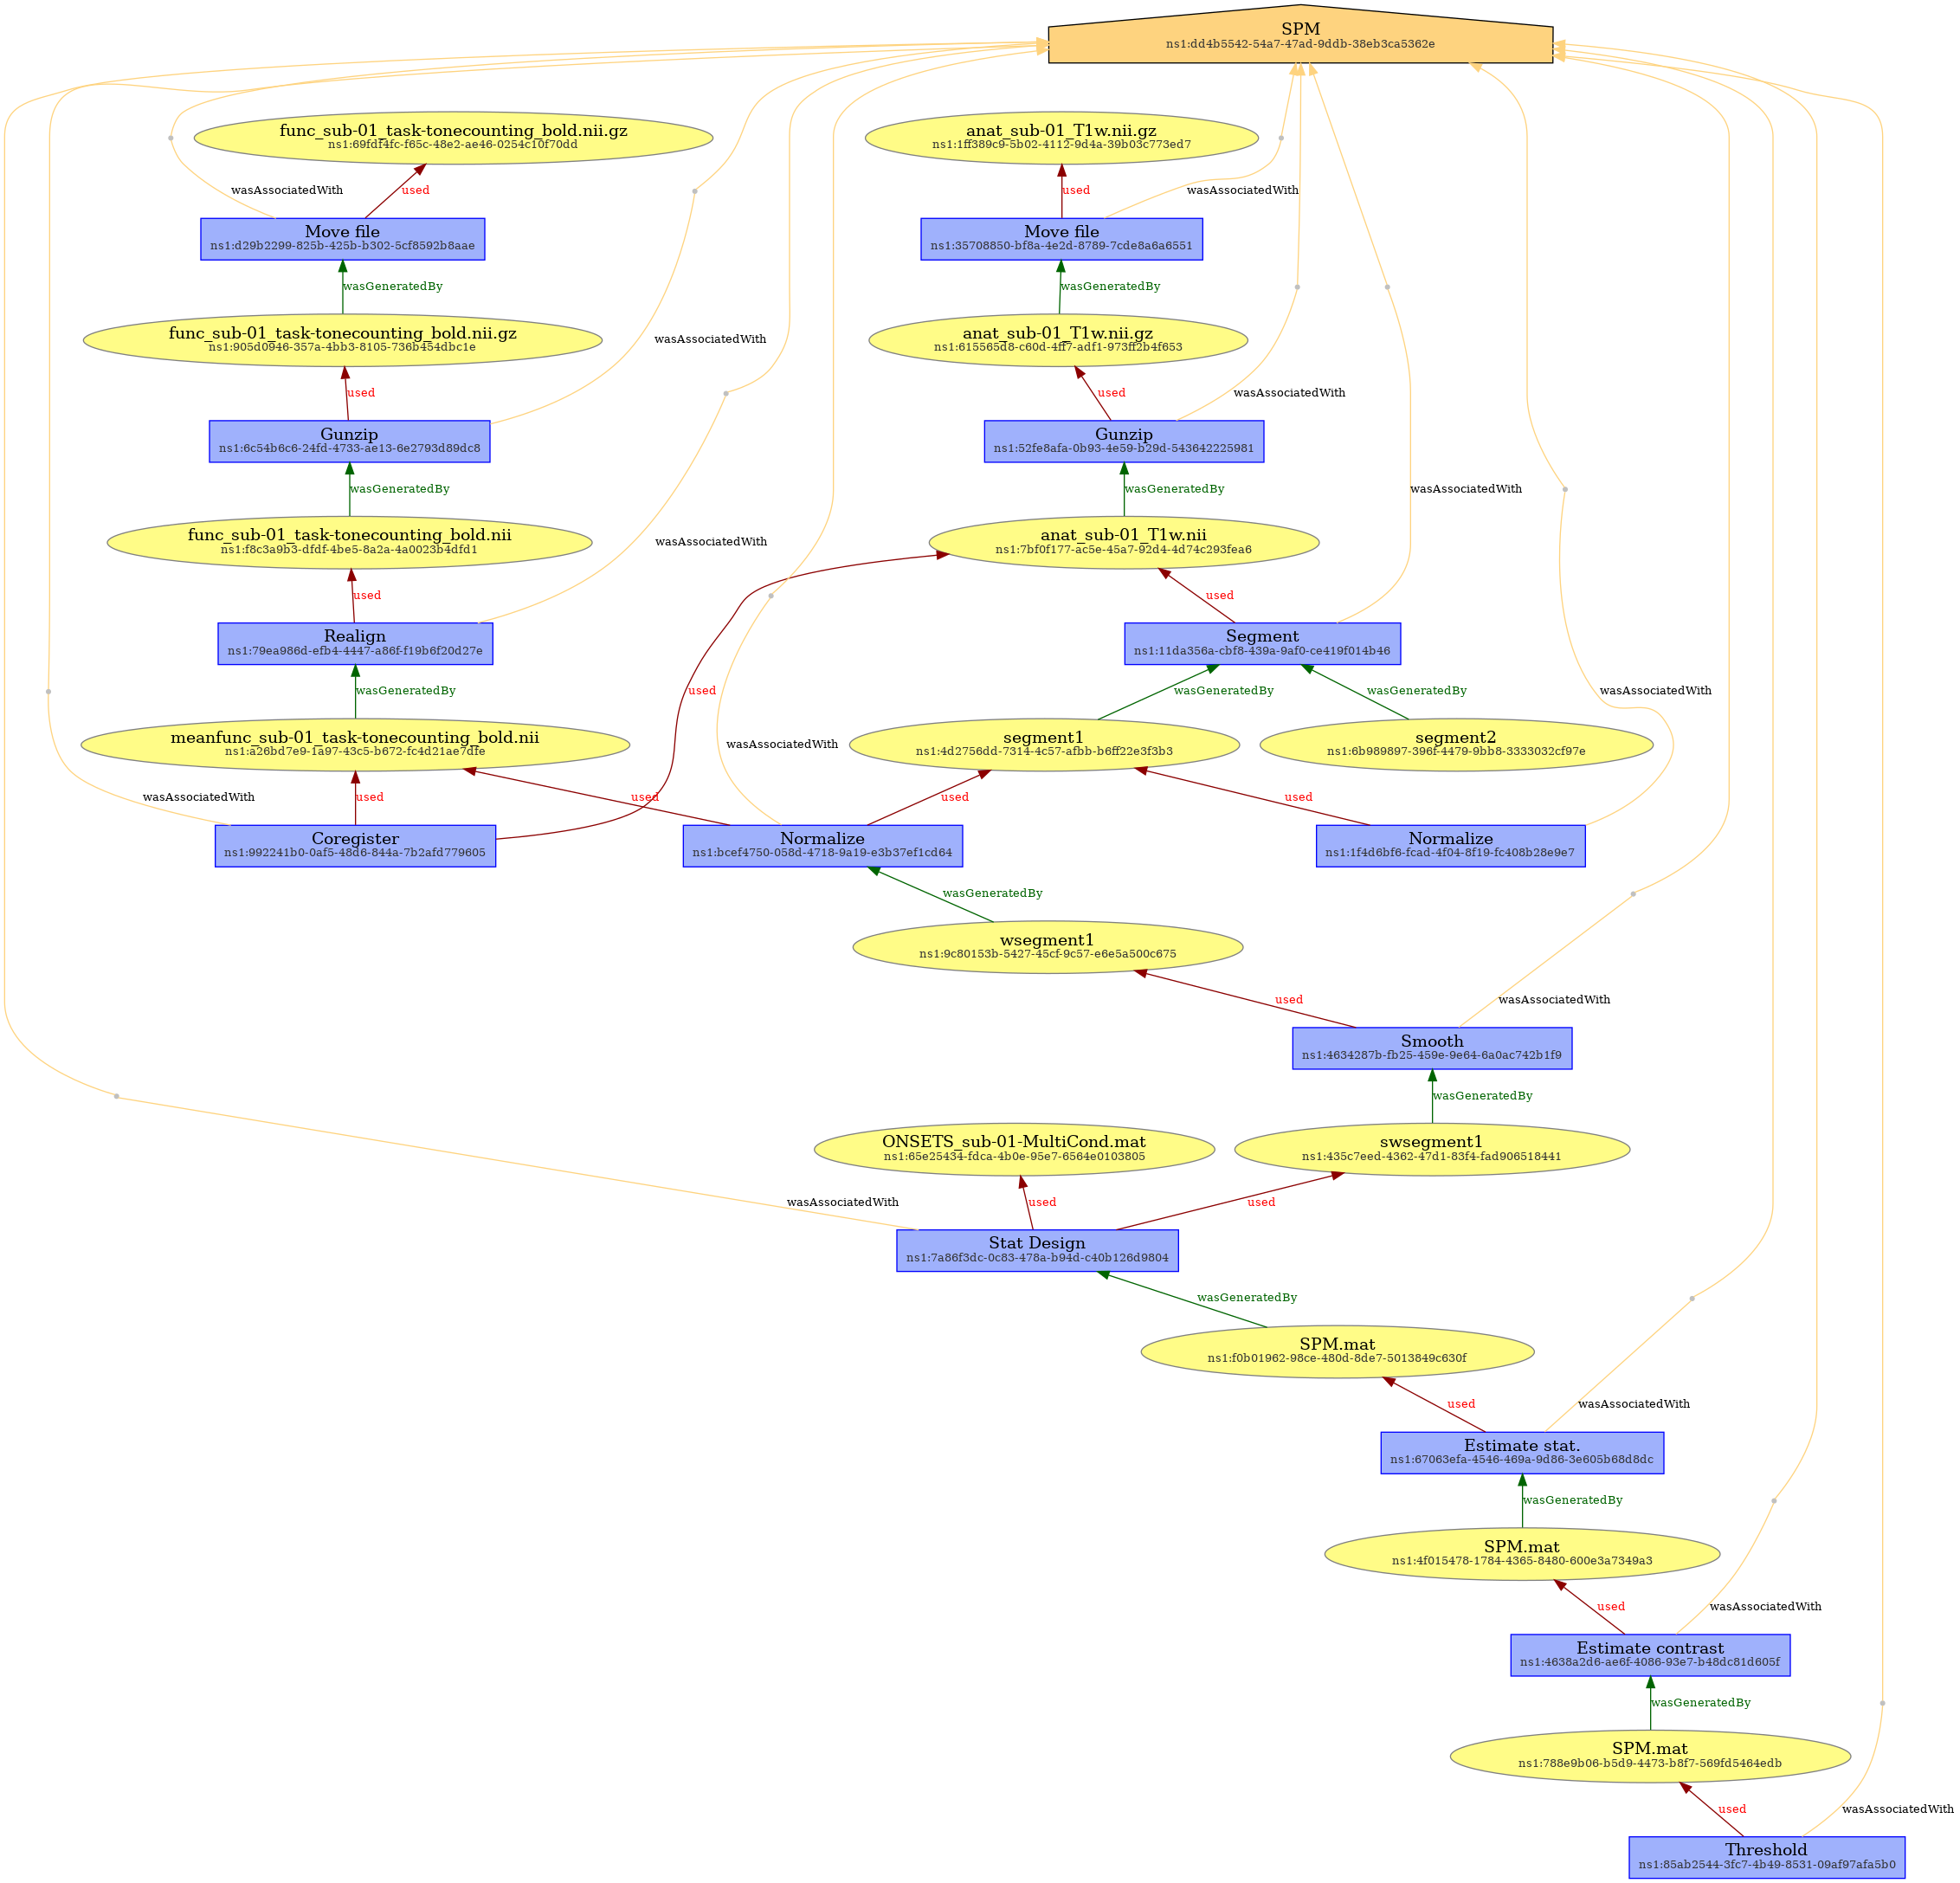 SPM
ns1:dd4b5542-54a7-47ad-9ddb-38eb3ca5362e
func_sub-01_task-tonecounting_bold.nii.gz
ns1:69fdf4fc-f65c-48e2-ae46-0254c10f70dd
anat_sub-01_T1w.nii.gz
ns1:1ff389c9-5b02-4112-9d4a-39b03c773ed7
wasAssociatedWith
used
used
wasAssociatedWith
Move file
ns1:d29b2299-825b-425b-b302-5cf8592b8aae
Move file
ns1:35708850-bf8a-4e2d-8789-7cde8a6a6551
wasGeneratedBy
wasGeneratedBy
func_sub-01_task-tonecounting_bold.nii.gz
ns1:905d0946-357a-4bb3-8105-736b454dbc1e
wasAssociatedWith
anat_sub-01_T1w.nii.gz
ns1:615565d8-c60d-4ff7-adf1-973ff2b4f653
used
used
wasAssociatedWith
Gunzip
ns1:6c54b6c6-24fd-4733-ae13-6e2793d89dc8
Gunzip
ns1:52fe8afa-0b93-4e59-b29d-543642225981
wasGeneratedBy
wasGeneratedBy
wasAssociatedWith
func_sub-01_task-tonecounting_bold.nii
ns1:f8c3a9b3-dfdf-4be5-8a2a-4a0023b4dfd1
wasAssociatedWith
anat_sub-01_T1w.nii
ns1:7bf0f177-ac5e-45a7-92d4-4d74c293fea6
used
used
Realign
ns1:79ea986d-efb4-4447-a86f-f19b6f20d27e
Segment
ns1:11da356a-cbf8-439a-9af0-ce419f014b46
wasGeneratedBy
used
wasGeneratedBy
wasGeneratedBy
wasAssociatedWith
meanfunc_sub-01_task-tonecounting_bold.nii
ns1:a26bd7e9-1a97-43c5-b672-fc4d21ae7dfe
wasAssociatedWith
segment1
ns1:4d2756dd-7314-4c57-afbb-b6ff22e3f3b3
segment2
ns1:6b989897-396f-4479-9bb8-3333032cf97e
wasAssociatedWith
used
used
used
used
Coregister
ns1:992241b0-0af5-48d6-844a-7b2afd779605
Normalize
ns1:bcef4750-058d-4718-9a19-e3b37ef1cd64
Normalize
ns1:1f4d6bf6-fcad-4f04-8f19-fc408b28e9e7
wasGeneratedBy
wsegment1
ns1:9c80153b-5427-45cf-9c57-e6e5a500c675
used
wasAssociatedWith
Smooth
ns1:4634287b-fb25-459e-9e64-6a0ac742b1f9
wasGeneratedBy
ONSETS_sub-01-MultiCond.mat
ns1:65e25434-fdca-4b0e-95e7-6564e0103805
swsegment1
ns1:435c7eed-4362-47d1-83f4-fad906518441
wasAssociatedWith
used
used
Stat Design
ns1:7a86f3dc-0c83-478a-b94d-c40b126d9804
wasGeneratedBy
SPM.mat
ns1:f0b01962-98ce-480d-8de7-5013849c630f
used
wasAssociatedWith
Estimate stat.
ns1:67063efa-4546-469a-9d86-3e605b68d8dc
wasGeneratedBy
SPM.mat
ns1:4f015478-1784-4365-8480-600e3a7349a3
used
wasAssociatedWith
Estimate contrast
ns1:4638a2d6-ae6f-4086-93e7-b48dc81d605f
wasGeneratedBy
SPM.mat
ns1:788e9b06-b5d9-4473-b8f7-569fd5464edb
used
wasAssociatedWith
Threshold
ns1:85ab2544-3fc7-4b49-8531-09af97afa5b0